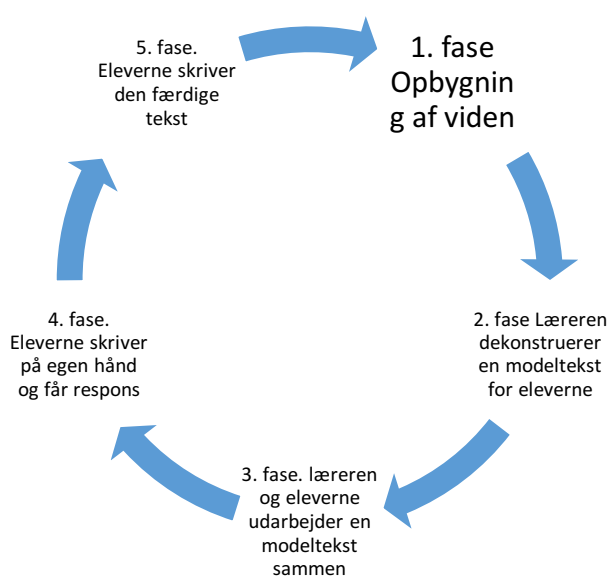 1. fase
Opbygnin
g af viden
2. fase Læreren
dekonstruerer
en modeltekst
for eleverne
3. fase. læreren
og eleverne
udarbejder en
modeltekst
sammen
4. fase.
Eleverne skriver
på egen hånd
og får respons
5. fase.
Eleverne skriver
den færdige
tekst